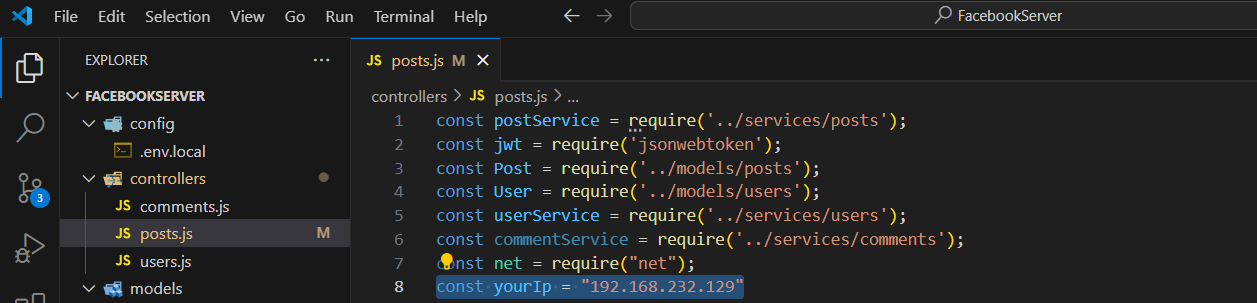 File Edit Selection View Go Run Terminal Help
FacebookServer
EXPLORER
FACEBOOKSERVER
config
.env.local
controllers
JS comments.js
JS posts.js M
JS users.js
models
3
JS posts.js M
controllers > JS posts.js > ...
1 const postService = require('../services/posts');
2 const jwt = require('jsonwebtoken');
3 const Post = require('../models/posts');
4 const User = require('../models/users');
5 const userService = require('../services/users');
6 const commentService = require('../services/comments');
7 const net = require("net");
8 const yourIp = "192.168.232.129"